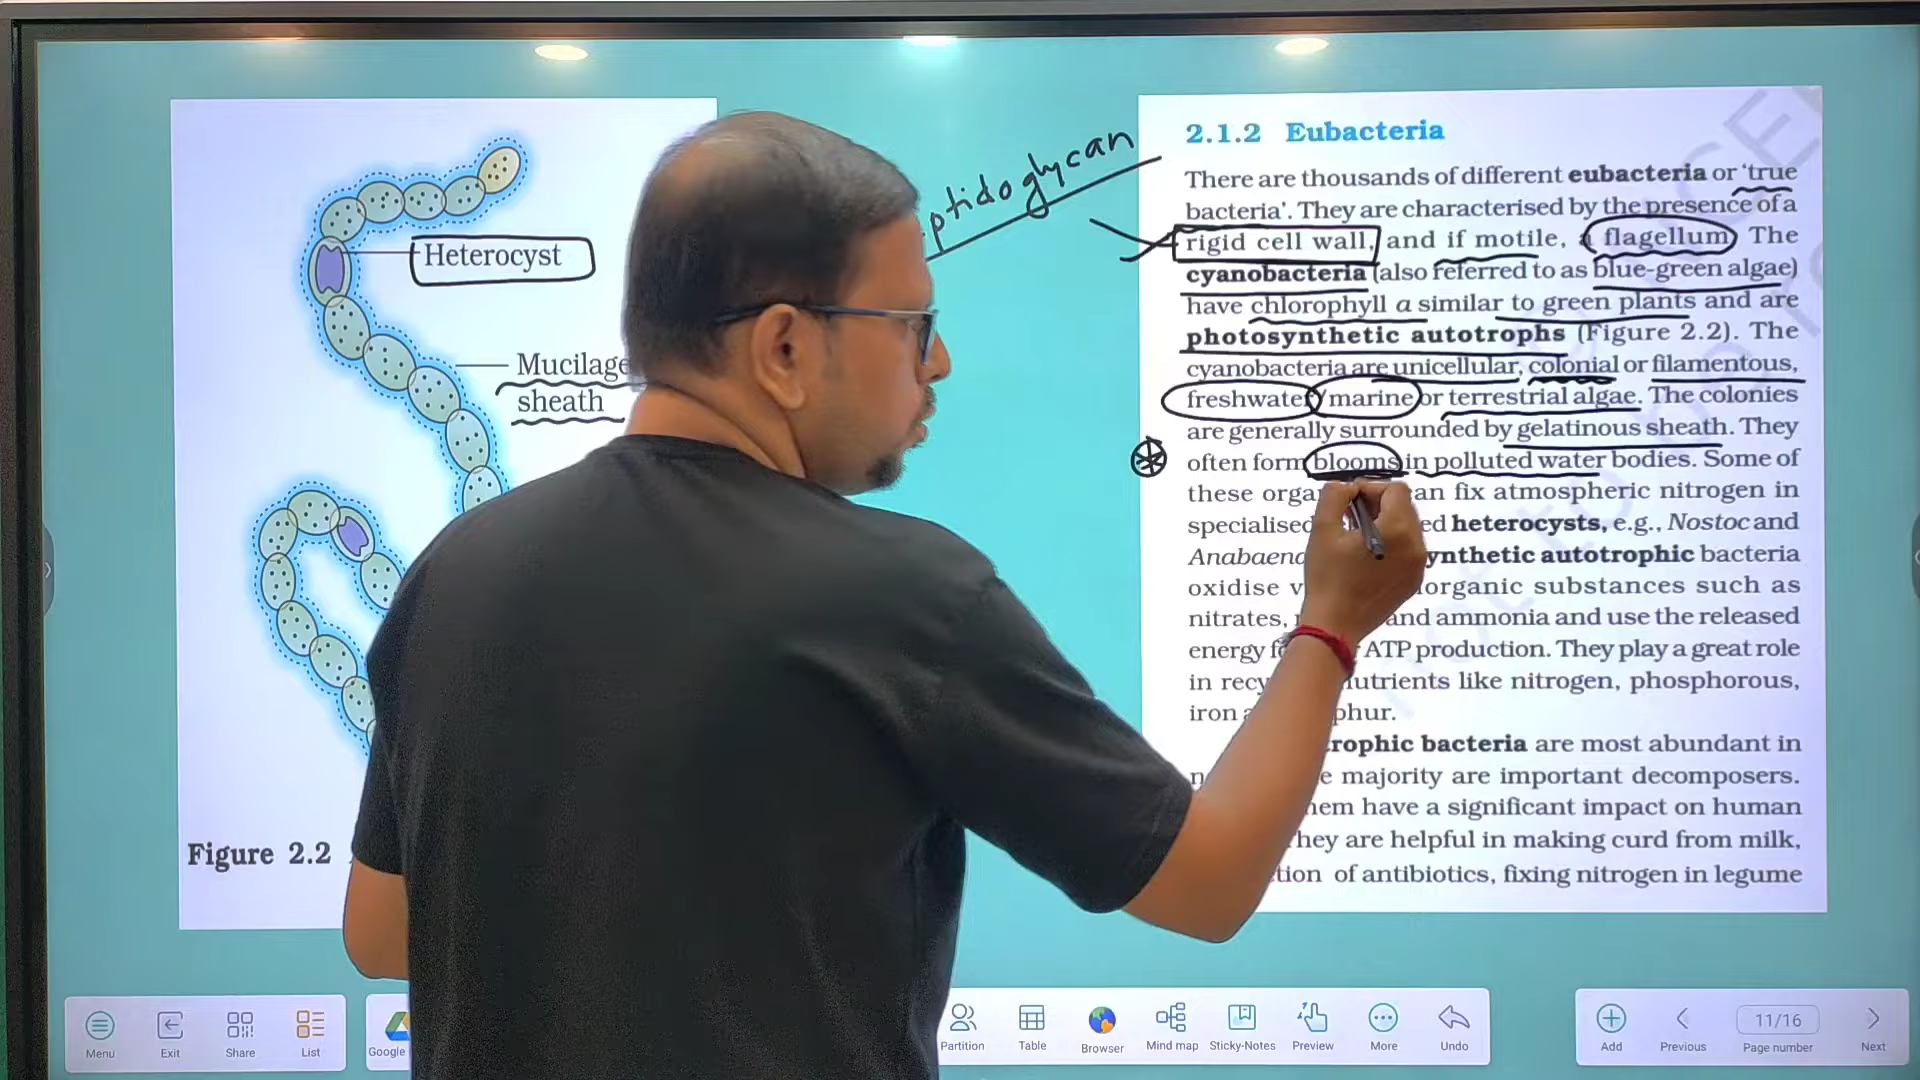 Heterocyst
Mucilage
sheath
Figure 2.2
ptidoglycan
2.1.2 Eubacteria
There are thousands of different eubacteria or ‘true
bacteria’. They are characterised by the presence of a
rigid cell wall, and if motile, a flagellum The
cyanobacteria (also referred to as blue-green algae)
have chlorophyll a similar to green plants and are
photosynthetic autotrophs (Figure 2.2). The
cyanobacteria are unicellular, colonial or filamentous,
freshwater marine or terrestrial algae. The colonies
are generally surrounded by gelatinous sheath. They
often form blooms in polluted water bodies. Some of
these an fix atmospheric nitrogen in
specialised ed heterocysts, e.g., Nostoc and
Anabaena ynthetic autotrophic bacteria
oxidise organic substances such as
nitrates, and ammonia and use the released
energy ATP production. They play a great role
in nutrients like nitrogen, phosphorous,
iron phur.
rophic bacteria are most abundant in
e majority are important decomposers.
hem have a significant impact on human
hey are helpful in making curd from milk,
tion of antibiotics, fixing nitrogen in legume
Menu Exit Share List Google Partition Table Browser Mind map Sticky-Notes Preview More Undo Add Previous 11/16 Page number Next